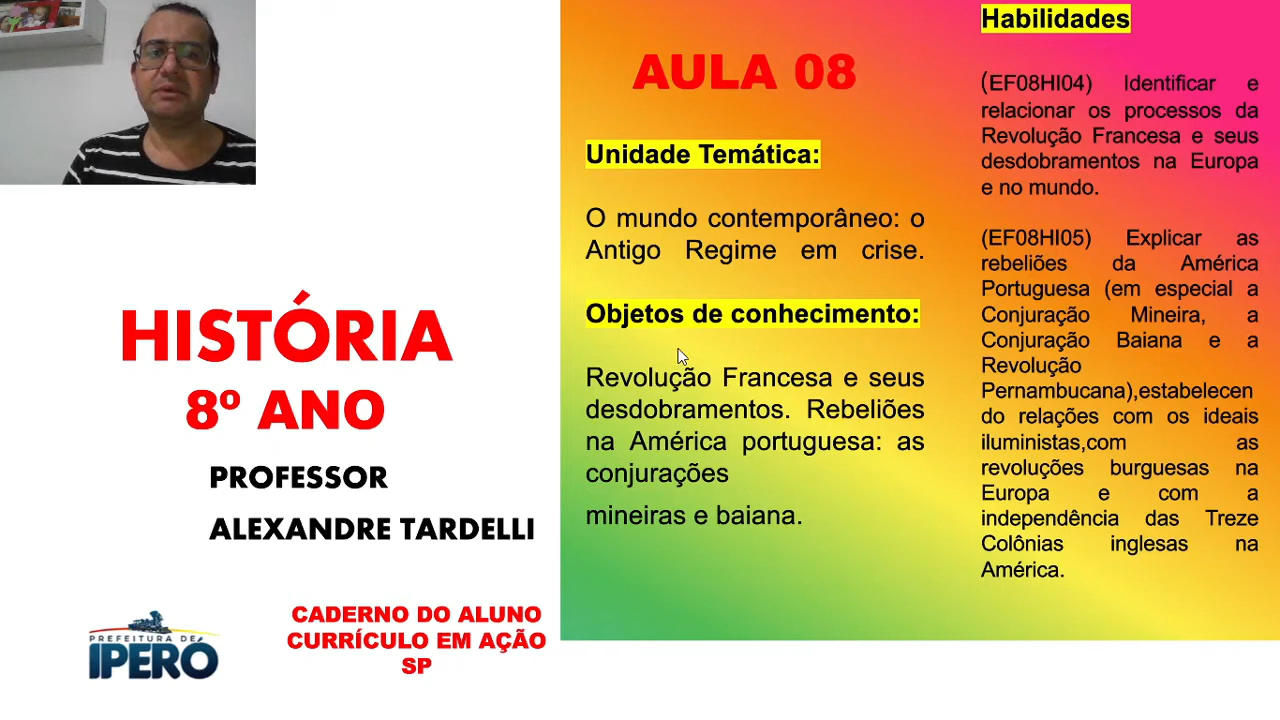 HISTÓRIA
8º ANO
PROFESSOR
ALEXANDRE TARDELLI
PREFEITURA DE
IPERÓ
CADERNO DO ALUNO
CURRÍCULO EM AÇÃO
SP
AULA 08
Unidade Temática:
O mundo contemporâneo: o
Antigo Regime em crise.
Objetos de conhecimento:
Revolução Francesa e seus
desdobramentos. Rebeliões
na América portuguesa: as
conjurações
mineiras e baiana.
Habilidades
(EF08HI04) Identificar e
relacionar os processos da
Revolução Francesa e seus
desdobramentos na Europa
e no mundo.
(EF08HI05) Explicar as
rebeliões da América
Portuguesa (em especial a
Conjuração Mineira, a
Conjuração Baiana e a
Revolução
Pernambucana),estabelecen
do relações com os ideais
iluministas,com as
revoluções burguesas na
Europa e com a
independência das Treze
Colônias inglesas na
América.